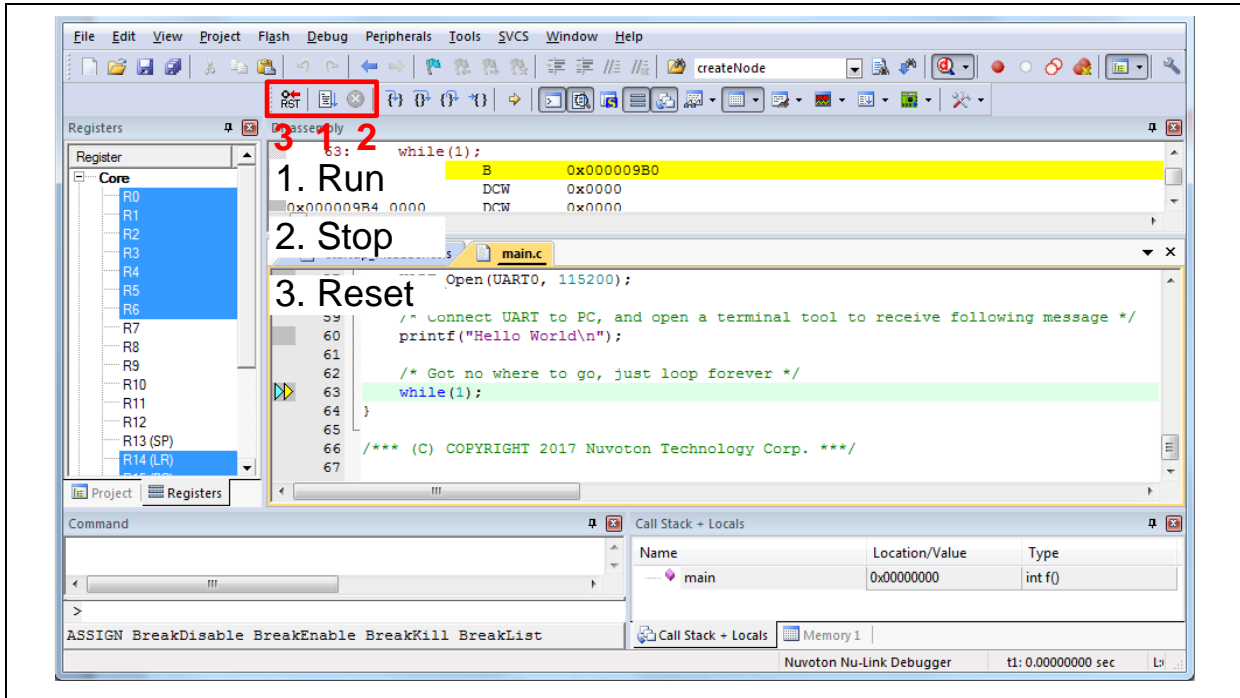 File Edit View Project Flash Debug Peripherals Tools SVCS Window Help
createNode
RST
3 1 2
Registers
Disassembly
Register
Core
R0
R1
R2
R3
R4
R5
R6
R7
R8
R9
R10
R11
R12
R13 (SP)
R14 (LR)
Project Registers
63: while(1);
B 0x000009B0
DCW 0x0000
0x000009B4 0000 DCW 0x0000
1. Run
2. Stop
3. Reset
main.c
Open(UART0, 115200);
59 /* Connect UART to PC, and open a terminal tool to receive following message */
60 printf("Hello World\n");
61
62 /* Got no where to go, just loop forever */
63 while(1);
64 }
65
66 /*** (C) COPYRIGHT 2017 Nuvoton Technology Corp. ***/
67
Command
>
ASSIGN BreakDisable BreakEnable BreakKill BreakList
Call Stack + Locals
Name Location/Value Type
main 0x00000000 int f()
Call Stack + Locals Memory 1
Nuvoton Nu-Link Debugger t1: 0.00000000 sec